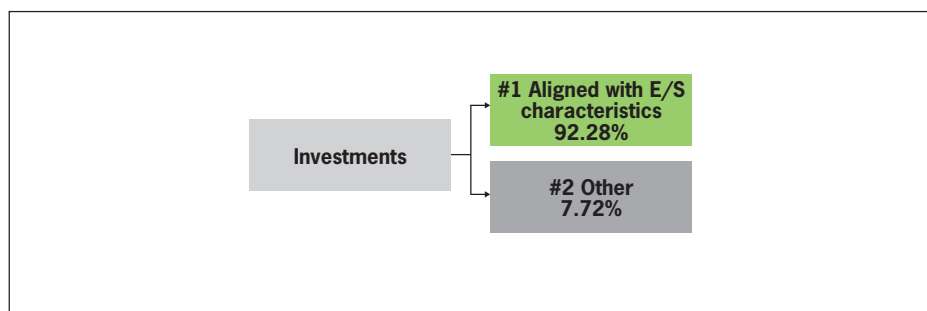 #1 Aligned with E/S
characteristics
92.28%
Investments
#2 Other
7.72%